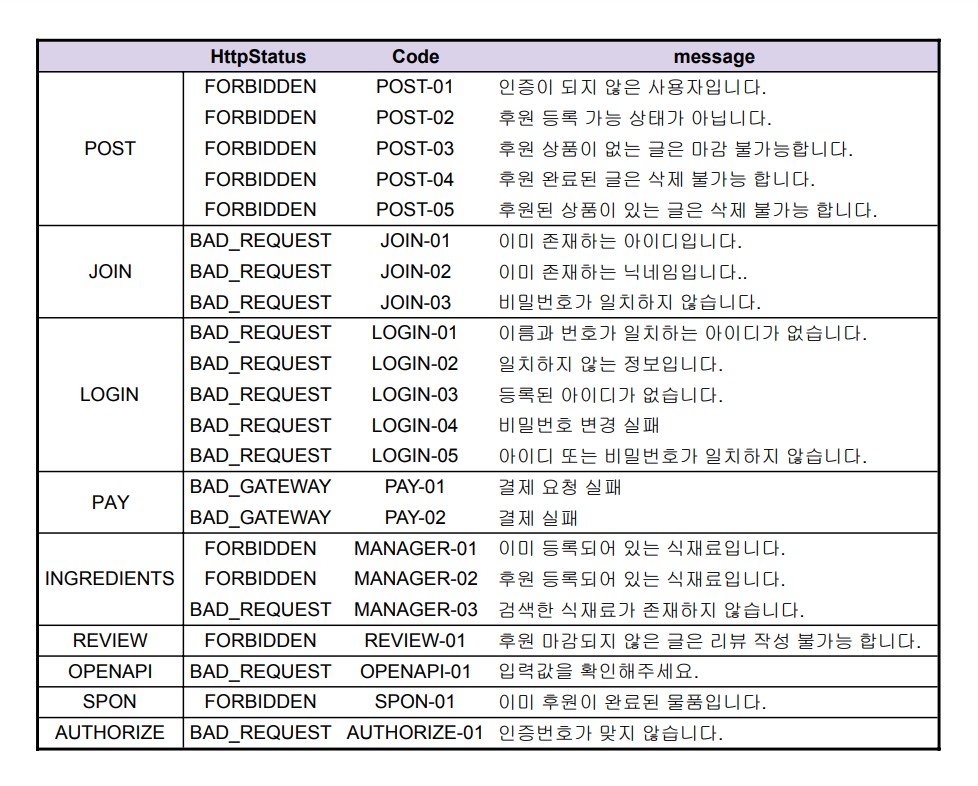 HttpStatus Code message
POST
FORBIDDEN POST-01 인증이 되지 않은 사용자입니다.
FORBIDDEN POST-02 후원 등록 가능 상태가 아닙니다.
FORBIDDEN POST-03 후원 상품이 없는 글은 마감 불가능합니다.
FORBIDDEN POST-04 후원 완료된 글은 삭제 불가능 합니다.
FORBIDDEN POST-05 후원된 상품이 있는 글은 삭제 불가능 합니다.
JOIN
BAD_REQUEST JOIN-01 이미 존재하는 아이디입니다.
BAD_REQUEST JOIN-02 이미 존재하는 닉네임입니다..
BAD_REQUEST JOIN-03 비밀번호가 일치하지 않습니다.
LOGIN
BAD_REQUEST LOGIN-01 이름과 번호가 일치하는 아이디가 없습니다.
BAD_REQUEST LOGIN-02 일치하지 않는 정보입니다.
BAD_REQUEST LOGIN-03 등록된 아이디가 없습니다.
BAD_REQUEST LOGIN-04 비밀번호 변경 실패
BAD_REQUEST LOGIN-05 아이디 또는 비밀번호가 일치하지 않습니다.
PAY
BAD_GATEWAY PAY-01 결제 요청 실패
BAD_GATEWAY PAY-02 결제 실패
INGREDIENTS
FORBIDDEN MANAGER-01 이미 등록되어 있는 식재료입니다.
FORBIDDEN MANAGER-02 후원 등록되어 있는 식재료입니다.
BAD_REQUEST MANAGER-03 검색한 식재료가 존재하지 않습니다.
REVIEW FORBIDDEN REVIEW-01 후원 마감되지 않은 글은 리뷰 작성 불가능 합니다.
OPENAPI BAD_REQUEST OPENAPI-01 입력값을 확인해주세요.
SPON FORBIDDEN SPON-01 이미 후원이 완료된 물품입니다.
AUTHORIZE BAD_REQUEST AUTHORIZE-01 인증번호가 맞지 않습니다.